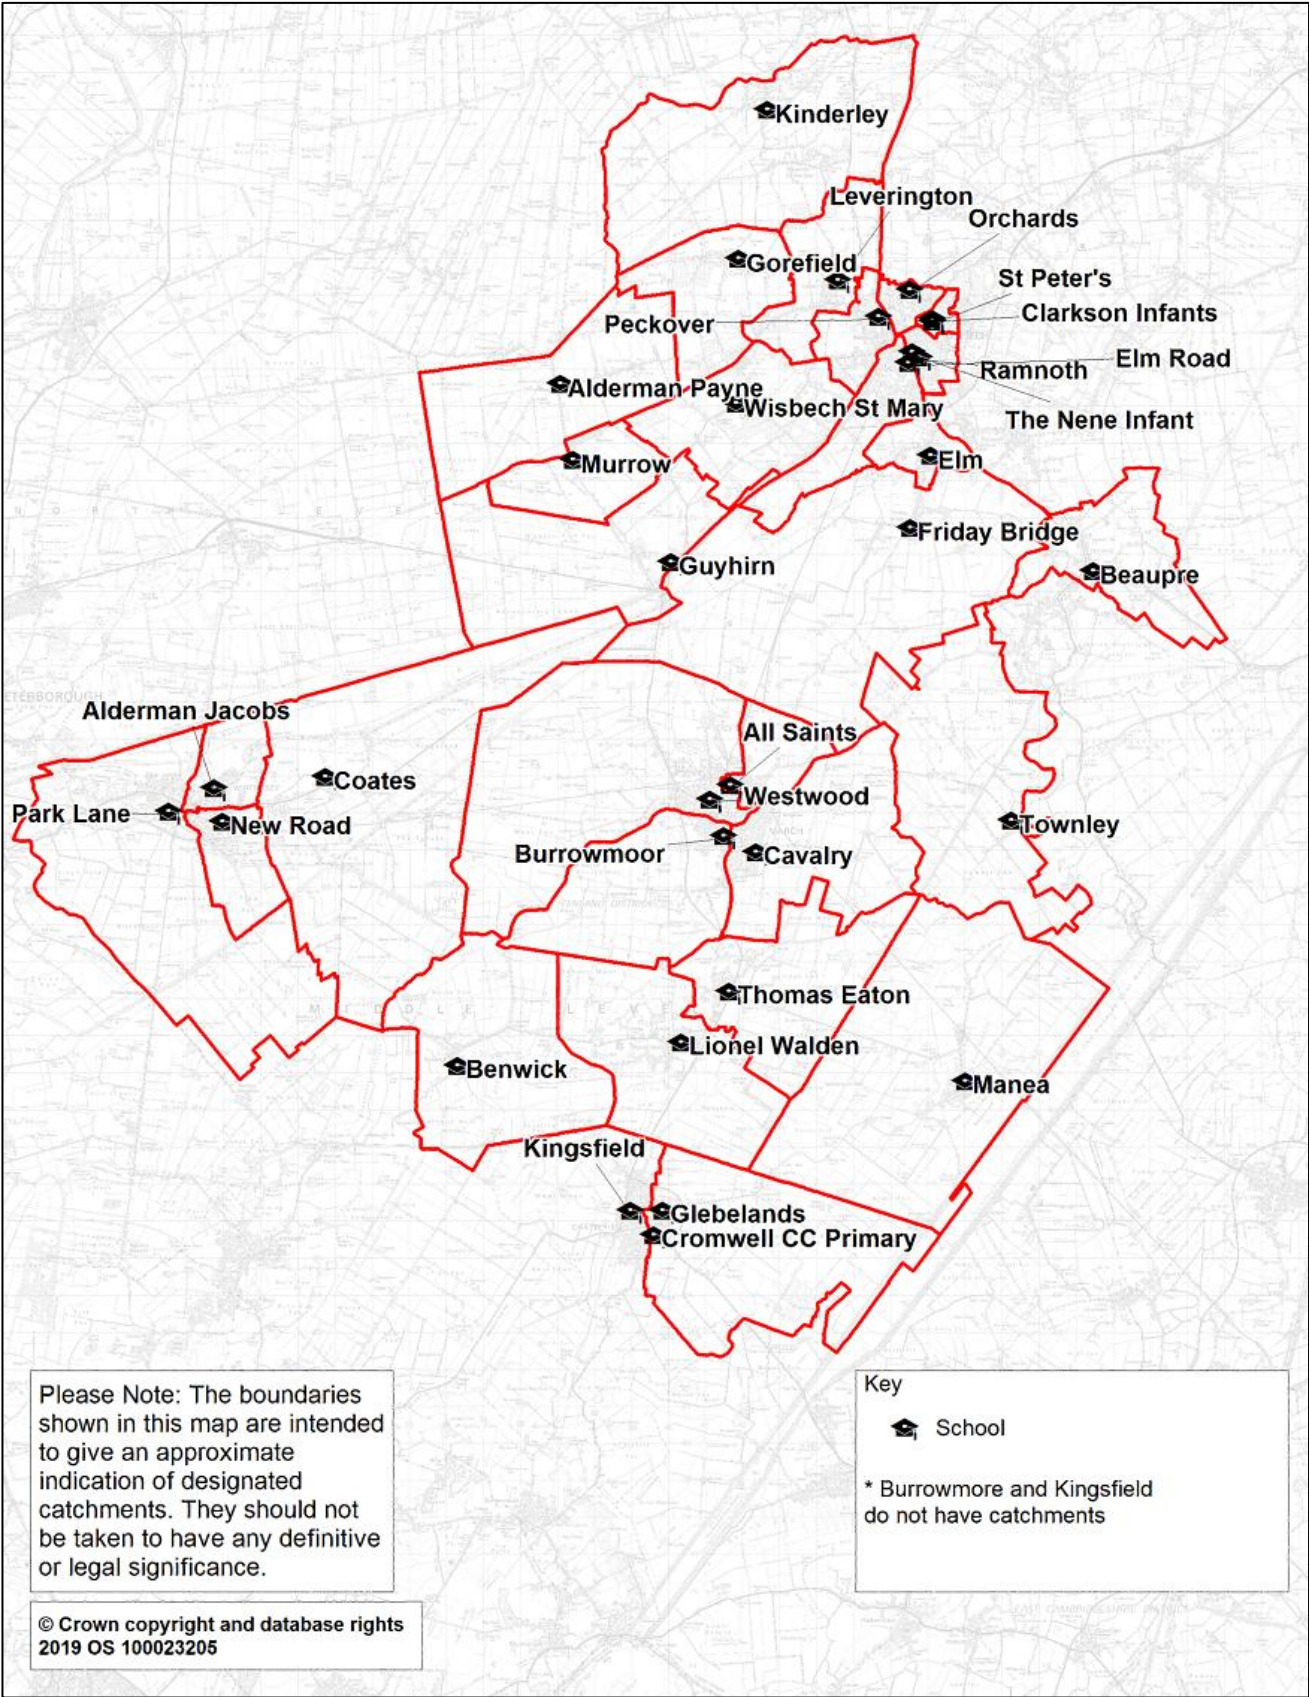 Kinderley
Leverington
Orchards
Gorefield
St Peter's
Clarkson Infants
Peckover
Elm Road
Ramnoth
Alderman Payne
Wisbech St Mary
The Nene Infant
Elm
Murrow
Friday Bridge
Guyhirn
Beaupre
ETERBOROUGH
Alderman Jacobs
All Saints
Coates
Westwood
Park Lane
New Road
Townley
MARCH
Burrowmoor
Cavalry
Thomas Eaton
MIDDLE LEVE
Lionel Walden
Benwick
Manea
Kingsfield
Glebelands
Cromwell CC Primary
Please Note: The boundaries
shown in this map are intended
to give an approximate
indication of designated
catchments. They should not
be taken to have any definitive
or legal significance.
© Crown copyright and database rights
2019 OS 100023205
Key
School
* Burrowmore and Kingsfield
do not have catchments